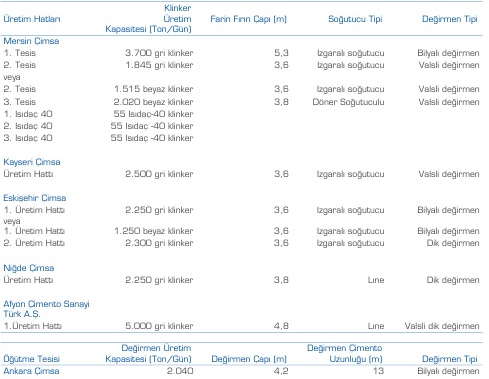 Klinker
Üretim Hatları Üretim Farin Fırın Çapı (m) Soğutucu Tipi Değirmen Tipi
Kapasitesi (Ton/Gün)
Mersin Çimsa
1. Tesis 3.700 gri klinker 5,3 Izgaralı soğutucu Bilyalı değirmen
2. Tesis 1.845 gri klinker 3,6 Izgaralı soğutucu Valsli değirmen
veya
2. Tesis 1.515 beyaz klinker 3,6 Izgaralı soğutucu Valsli değirmen
3. Tesis 2.020 beyaz klinker 3,8 Döner Soğutuculu Valsli değirmen
1. Isıdaç 40 55 Isıdaç-40 klinker
2. Isıdaç 40 55 Isıdaç -40 klinker
3. Isıdaç 40 55 Isıdaç -40 klinker
Kayseri Çimsa
Üretim Hattı 2.500 gri klinker 3,6 Izgaralı soğutucu Valsli değirmen
Eskişehir Çimsa
1. Üretim Hattı 2.250 gri klinker 3,6 Izgaralı soğutucu Bilyalı değirmen
veya
1. Üretim Hattı 1.250 beyaz klinker 3,6 Izgaralı soğutucu Bilyalı değirmen
2. Üretim Hattı 2.300 gri klinker 3,6 Izgaralı soğutucu Dik değirmen
Niğde Çimsa
Üretim Hattı 2.250 gri klinker 3,8 Lıne Dik değirmen
Afyon Çimento Sanayi
Türk A.Ş.
1.Üretim Hattı 5.000 gri klinker 4,8 Lıne Valsli dik değirmen
Değirmen Üretim Değirmen Çimento
Öğütme Tesisi Kapasitesi (Ton/Gün) Değirmen Çapı (m) Uzunluğu (m) Değirmen Tipi
Ankara Çimsa 2.040 4,2 13 Bilyalı değirmen